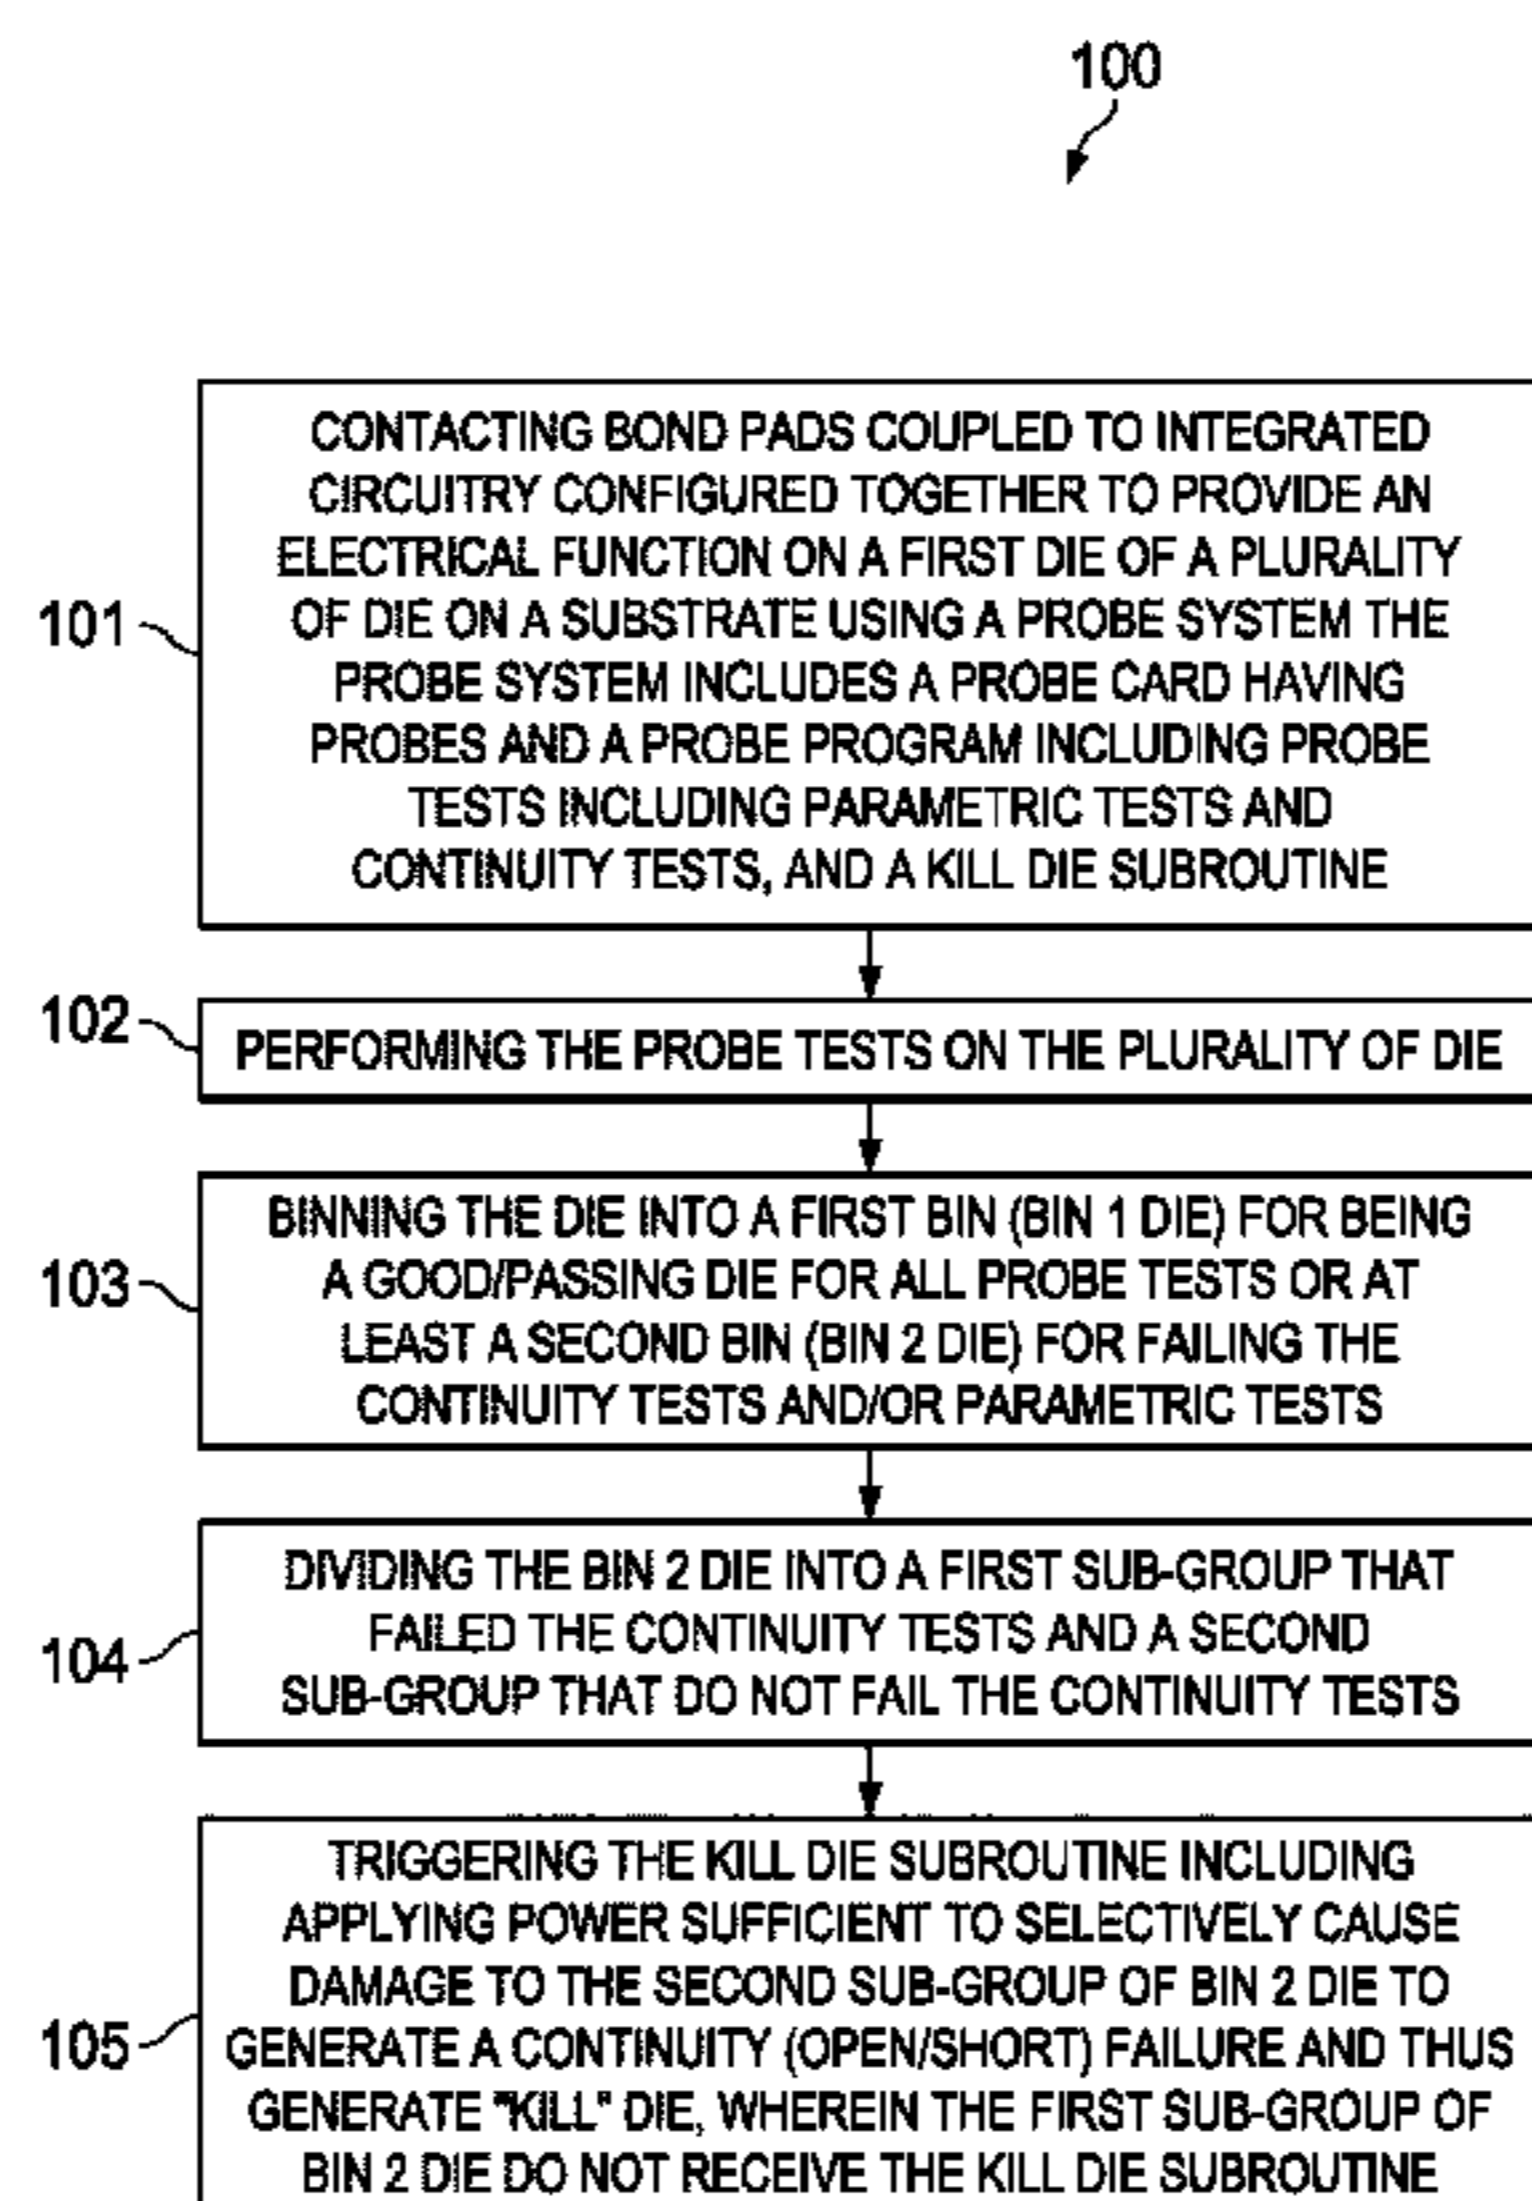 100
101
CONTACTING BOND PADS COUPLED TO INTEGRATED
CIRCUITRY CONFIGURED TOGETHER TO PROVIDE AN
ELECTRICAL FUNCTION ON A FIRST DIE OF A PLURALITY
OF DIE ON A SUBSTRATE USING A PROBE SYSTEM THE
PROBE SYSTEM INCLUDES A PROBE CARD HAVING
PROBES AND A PROBE PROGRAM INCLUDING PROBE
TESTS INCLUDING PARAMETRIC TESTS AND
CONTINUITY TESTS, AND A KILL DIE SUBROUTINE
102
PERFORMING THE PROBE TESTS ON THE PLURALITY OF DIE
103
BINNING THE DIE INTO A FIRST BIN (BIN 1 DIE) FOR BEING
A GOOD/PASSING DIE FOR ALL PROBE TESTS OR AT
LEAST A SECOND BIN (BIN 2 DIE) FOR FAILING THE
CONTINUITY TESTS AND/OR PARAMETRIC TESTS
104
DIVIDING THE BIN 2 DIE INTO A FIRST SUB-GROUP THAT
FAILED THE CONTINUITY TESTS AND A SECOND
SUB-GROUP THAT DO NOT FAIL THE CONTINUITY TESTS
105
TRIGGERING THE KILL DIE SUBROUTINE INCLUDING
APPLYING POWER SUFFICIENT TO SELECTIVELY CAUSE
DAMAGE TO THE SECOND SUB-GROUP OF BIN 2 DIE TO
GENERATE A CONTINUITY (OPEN/SHORT) FAILURE AND THUS
GENERATE "KILL" DIE, WHEREIN THE FIRST SUB-GROUP OF
BIN 2 DIE DO NOT RECEIVE THE KILL DIE SUBROUTINE